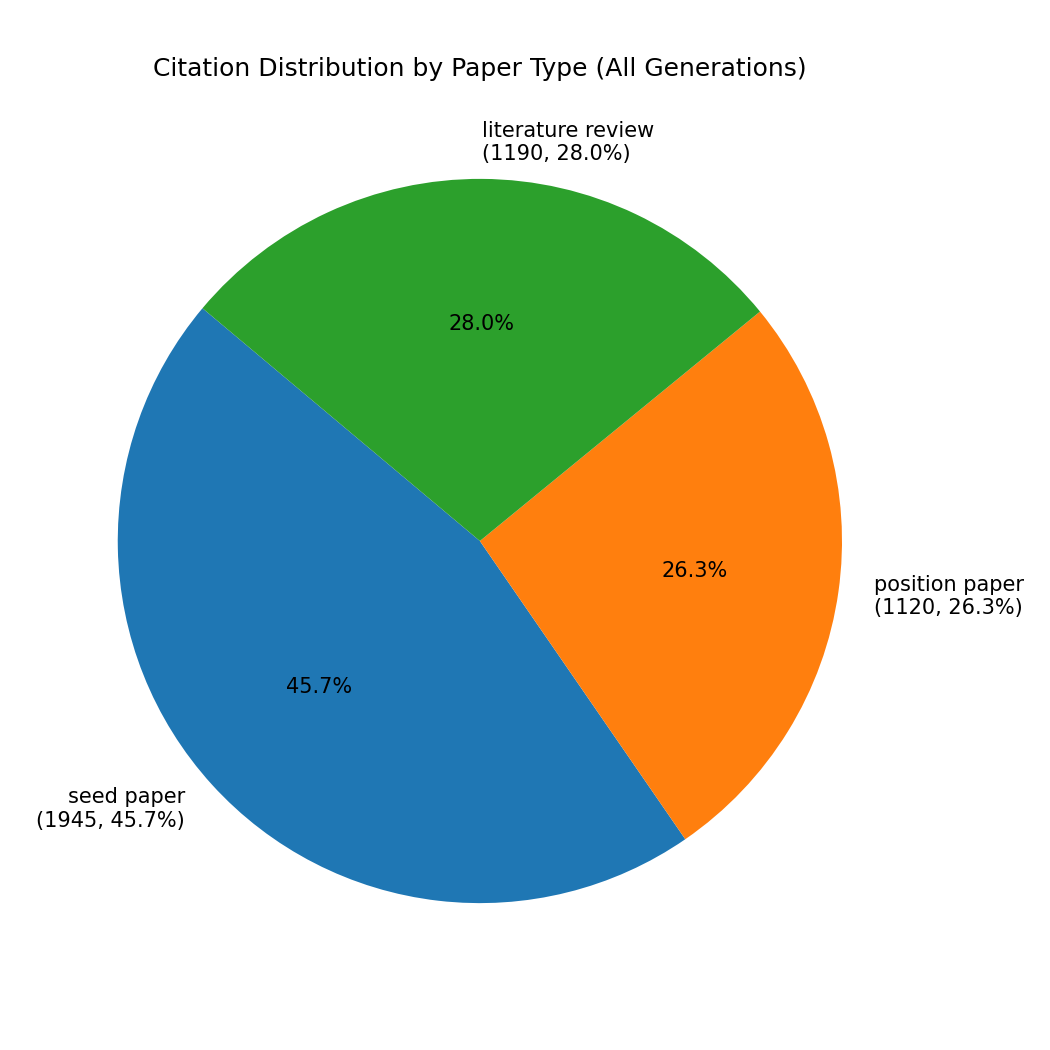 Citation Distribution by Paper Type (All Generations)
literature review
(1190, 28.0%)
28.0%
26.3%
position paper
(1120, 26.3%)
45.7%
seed paper
(1945, 45.7%)